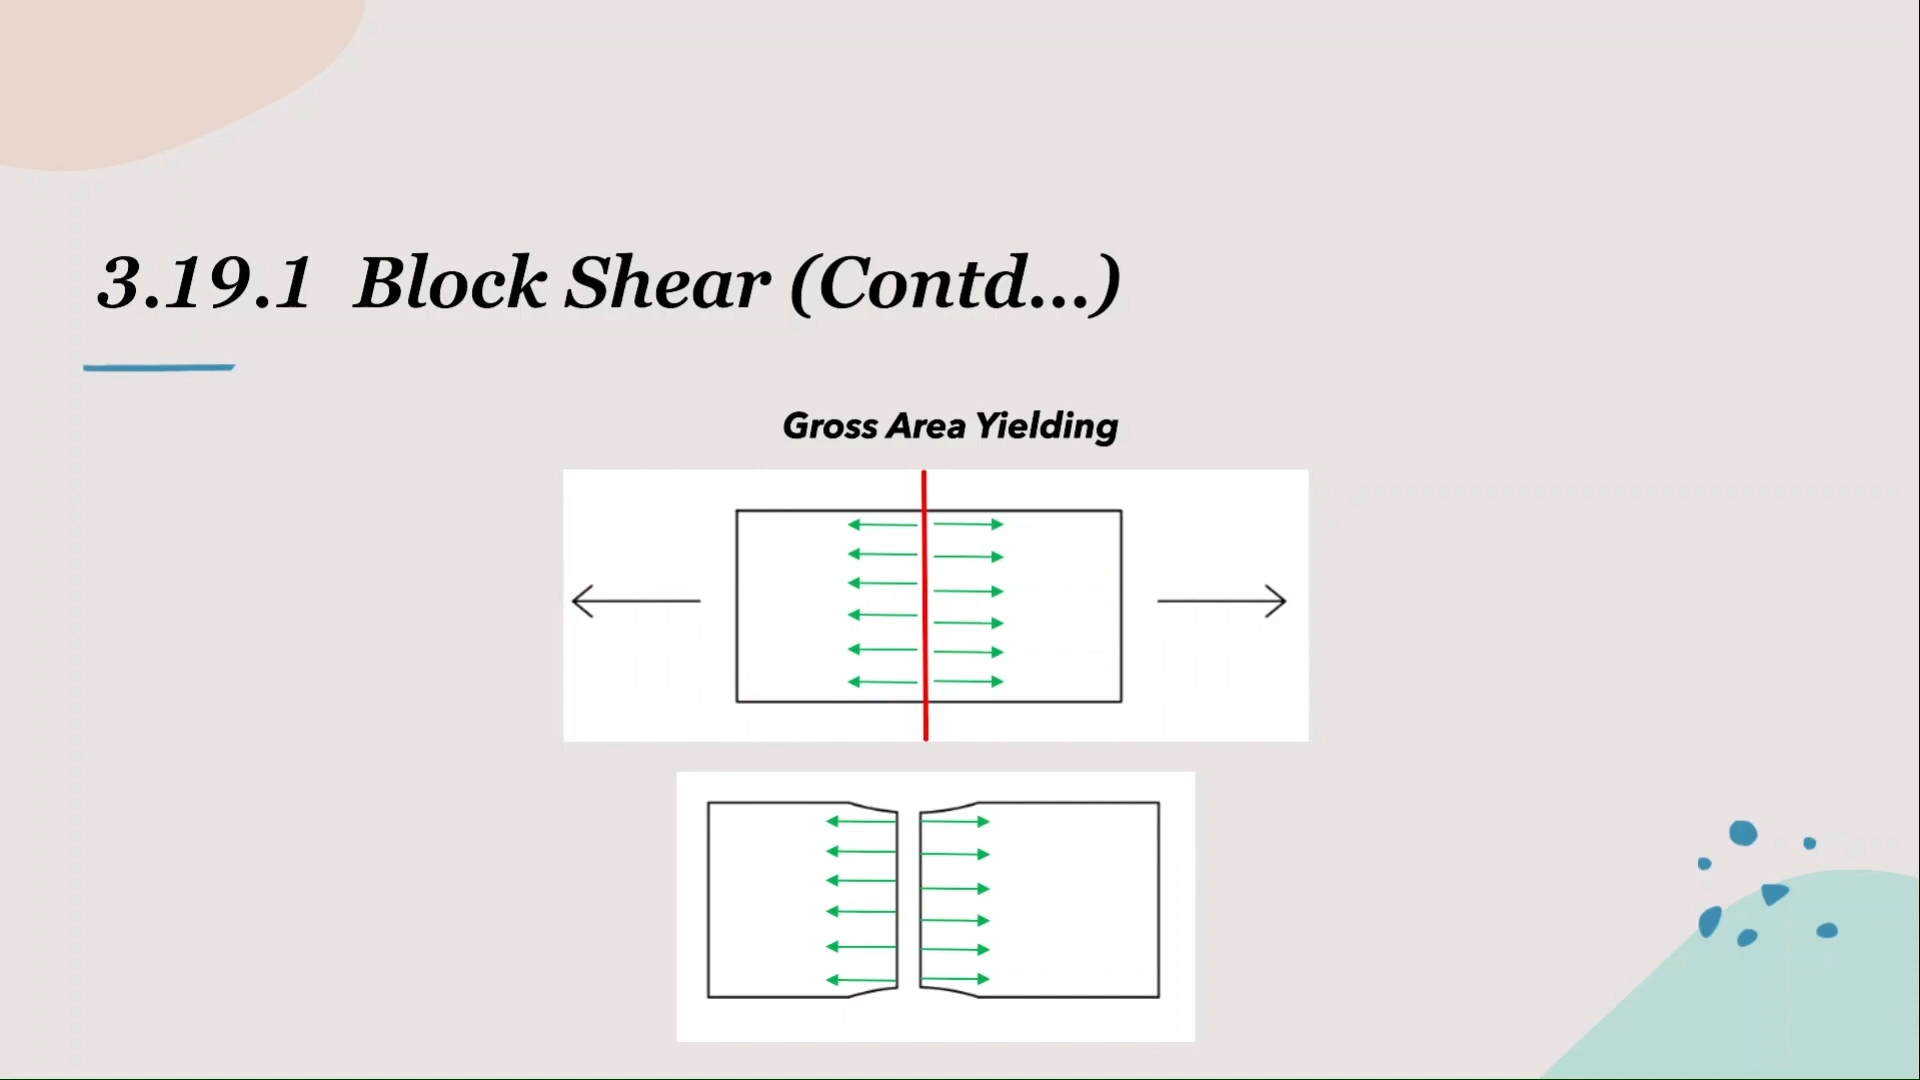 3.19.1 Block Shear (Contd...)
Gross Area Yielding